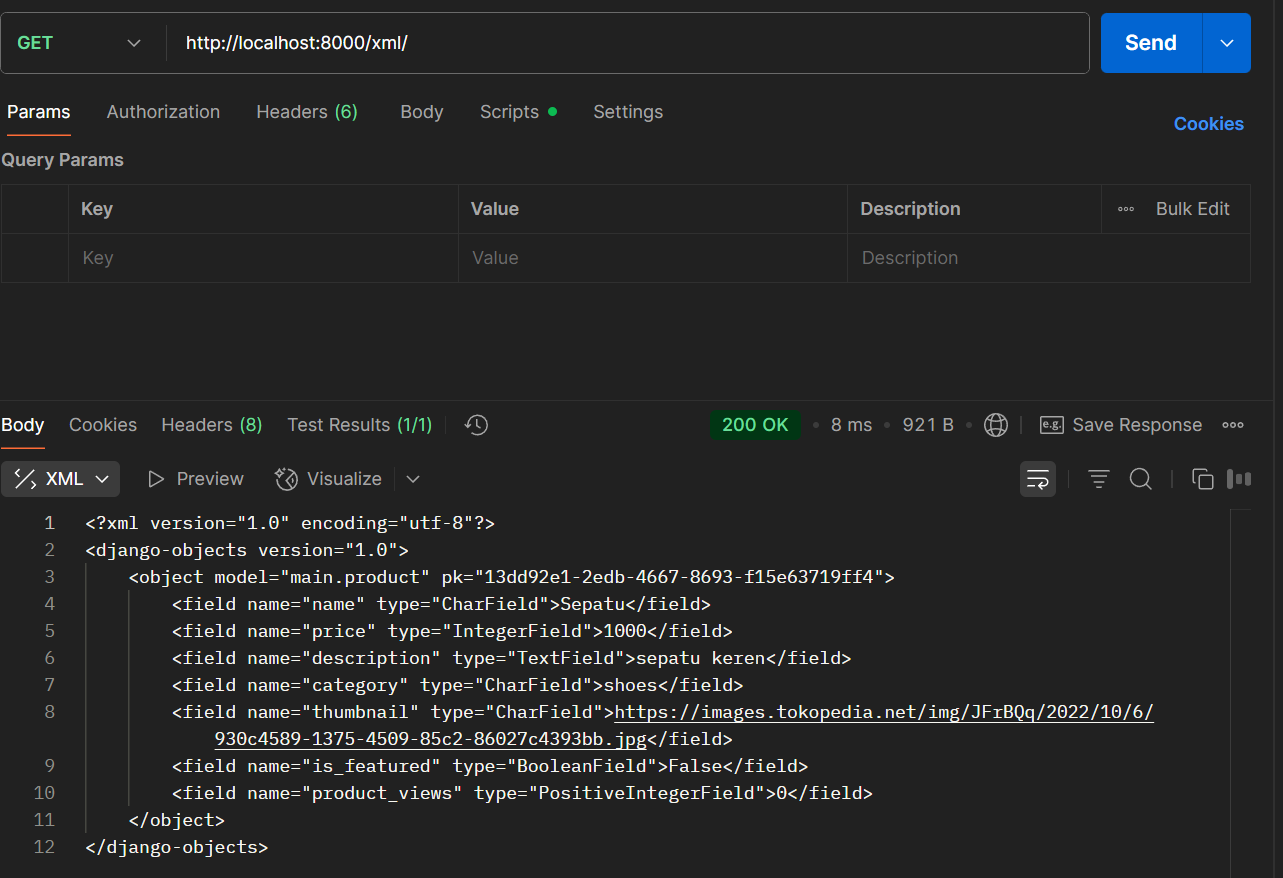 GET http://localhost:8000/xml/ Send
Params Authorization Headers (6) Body Scripts Settings
Cookies
Query Params
Key Value Description Bulk Edit
Key Value Description
Body Cookies Headers (8) Test Results (1/1) 200 OK 8 ms 921 B e.g. Save Response
XML Preview Visualize
1 <?xml version="1.0" encoding="utf-8"?>
2 <django-objects version="1.0">
3 <object model="main.product" pk="13dd92e1-2edb-4667-8693-f15e63719ff4">
4 <field name="name" type="CharField">Sepatu</field>
5 <field name="price" type="IntegerField">1000</field>
6 <field name="description" type="TextField">sepatu keren</field>
7 <field name="category" type="CharField">shoes</field>
8 <field name="thumbnail" type="CharField">https://images.tokopedia.net/img/JFrBQq/2022/10/6/
930c4589-1375-4509-85c2-86027c4393bb.jpg</field>
9 <field name="is_featured" type="BooleanField">False</field>
10 <field name="product_views" type="PositiveIntegerField">0</field>
11 </object>
12 </django-objects>